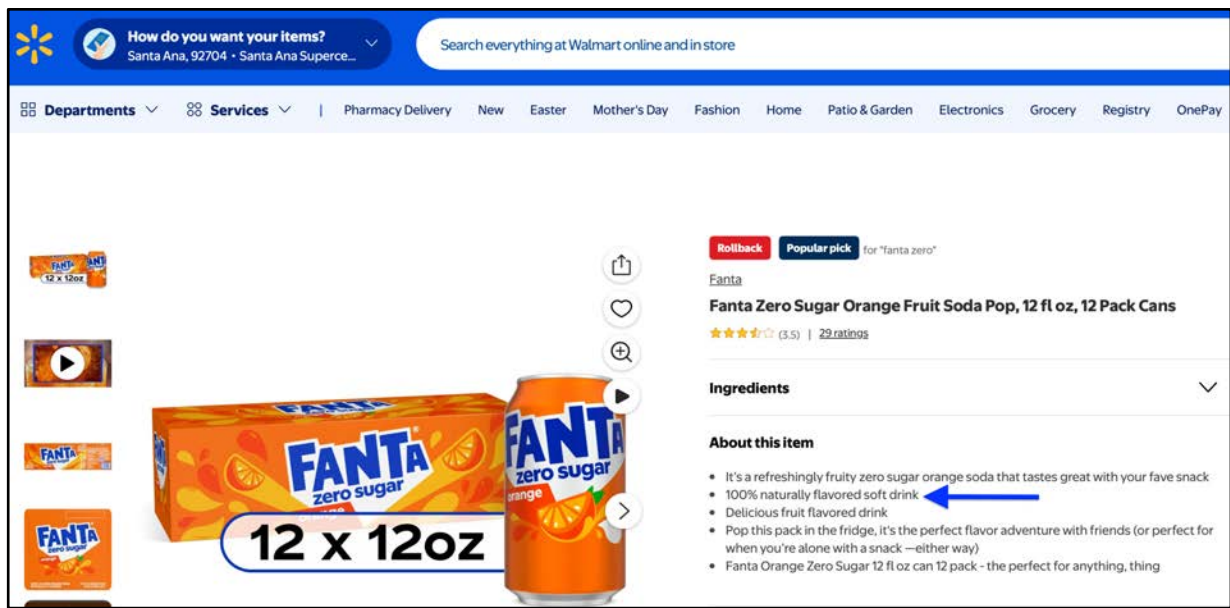 How do you want your items?
Santa Ana, 92704 • Santa Ana Superce...
Search everything at Walmart online and in store
Departments Services | Pharmacy Delivery New Easter Mother's Day Fashion Home Patio & Garden Electronics Grocery Registry OnePay
Rollback Popular pick for "fanta zero"
Fanta
Fanta Zero Sugar Orange Fruit Soda Pop, 12 fl oz, 12 Pack Cans
(3.5) | 29 ratings
Ingredients
About this item
• It's a refreshingly fruity zero sugar orange soda that tastes great with your fave snack
• 100% naturally flavored soft drink
• Delicious fruit flavored drink
• Pop this pack in the fridge, it's the perfect flavor adventure with friends (or perfect for
when you're alone with a snack —either way)
• Fanta Orange Zero Sugar 12 fl oz can 12 pack - the perfect for anything, thing
FANTA
12 x 12oz
FANTA
FANTA
zero sugar
orange
FANTA
zero sugar
orange
12 x 12oz